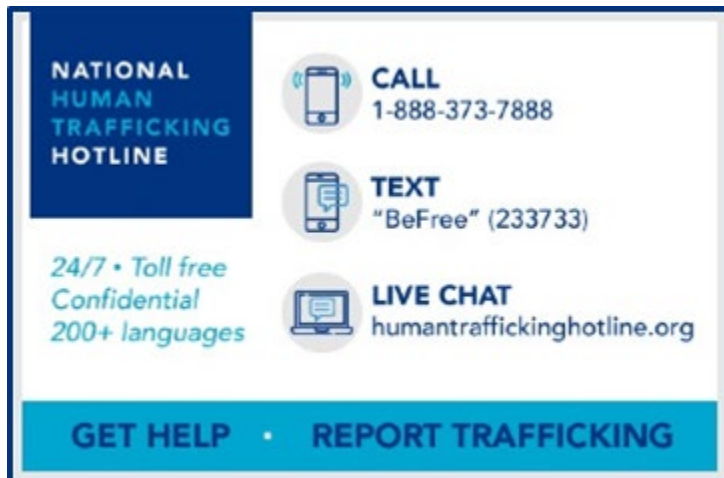 NATIONAL
HUMAN
TRAFFICKING
HOTLINE
24/7 • Toll free
Confidential
200+ languages
CALL
1-888-373-7888
TEXT
"BeFree" (233733)
LIVE CHAT
humantraffickinghotline.org
GET HELP · REPORT TRAFFICKING